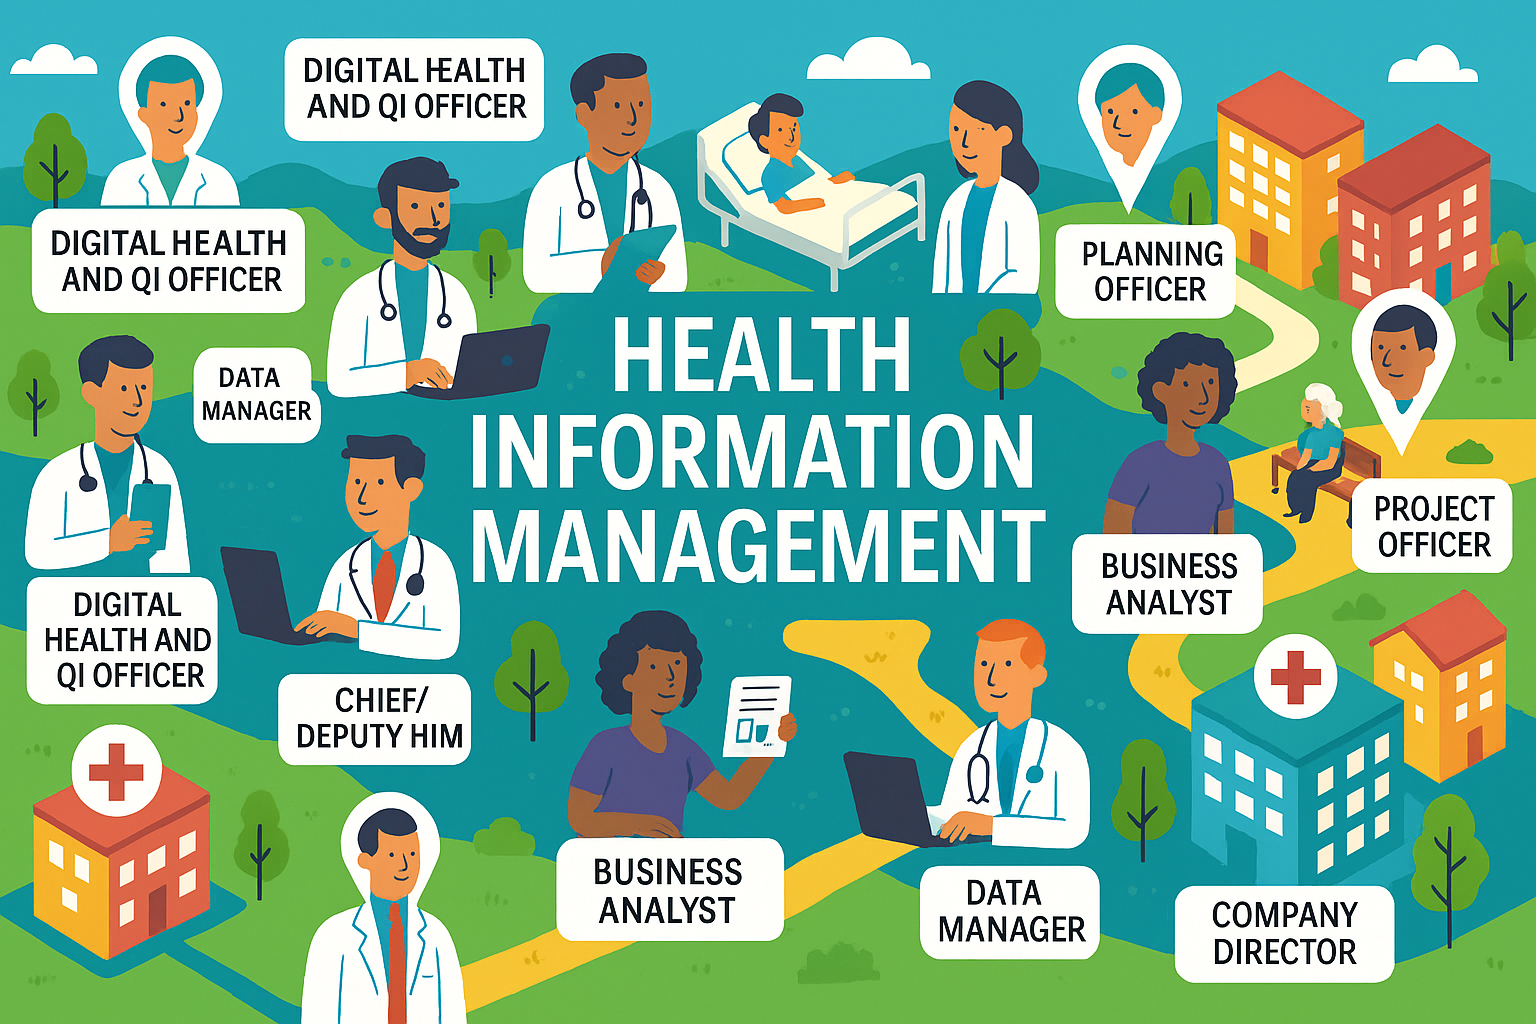 DIGITAL HEALTH
AND QI OFFICER
DIGITAL HEALTH
AND QI OFFICER
PLANNING
OFFICER
HEALTH
INFORMATION
MANAGEMENT
DATA
MANAGER
PROJECT
OFFICER
BUSINESS
ANALYST
DIGITAL
HEALTH AND
QI OFFICER
CHIEF/
DEPUTY HIM
BUSINESS
ANALYST
DATA
MANAGER
COMPANY
DIRECTOR